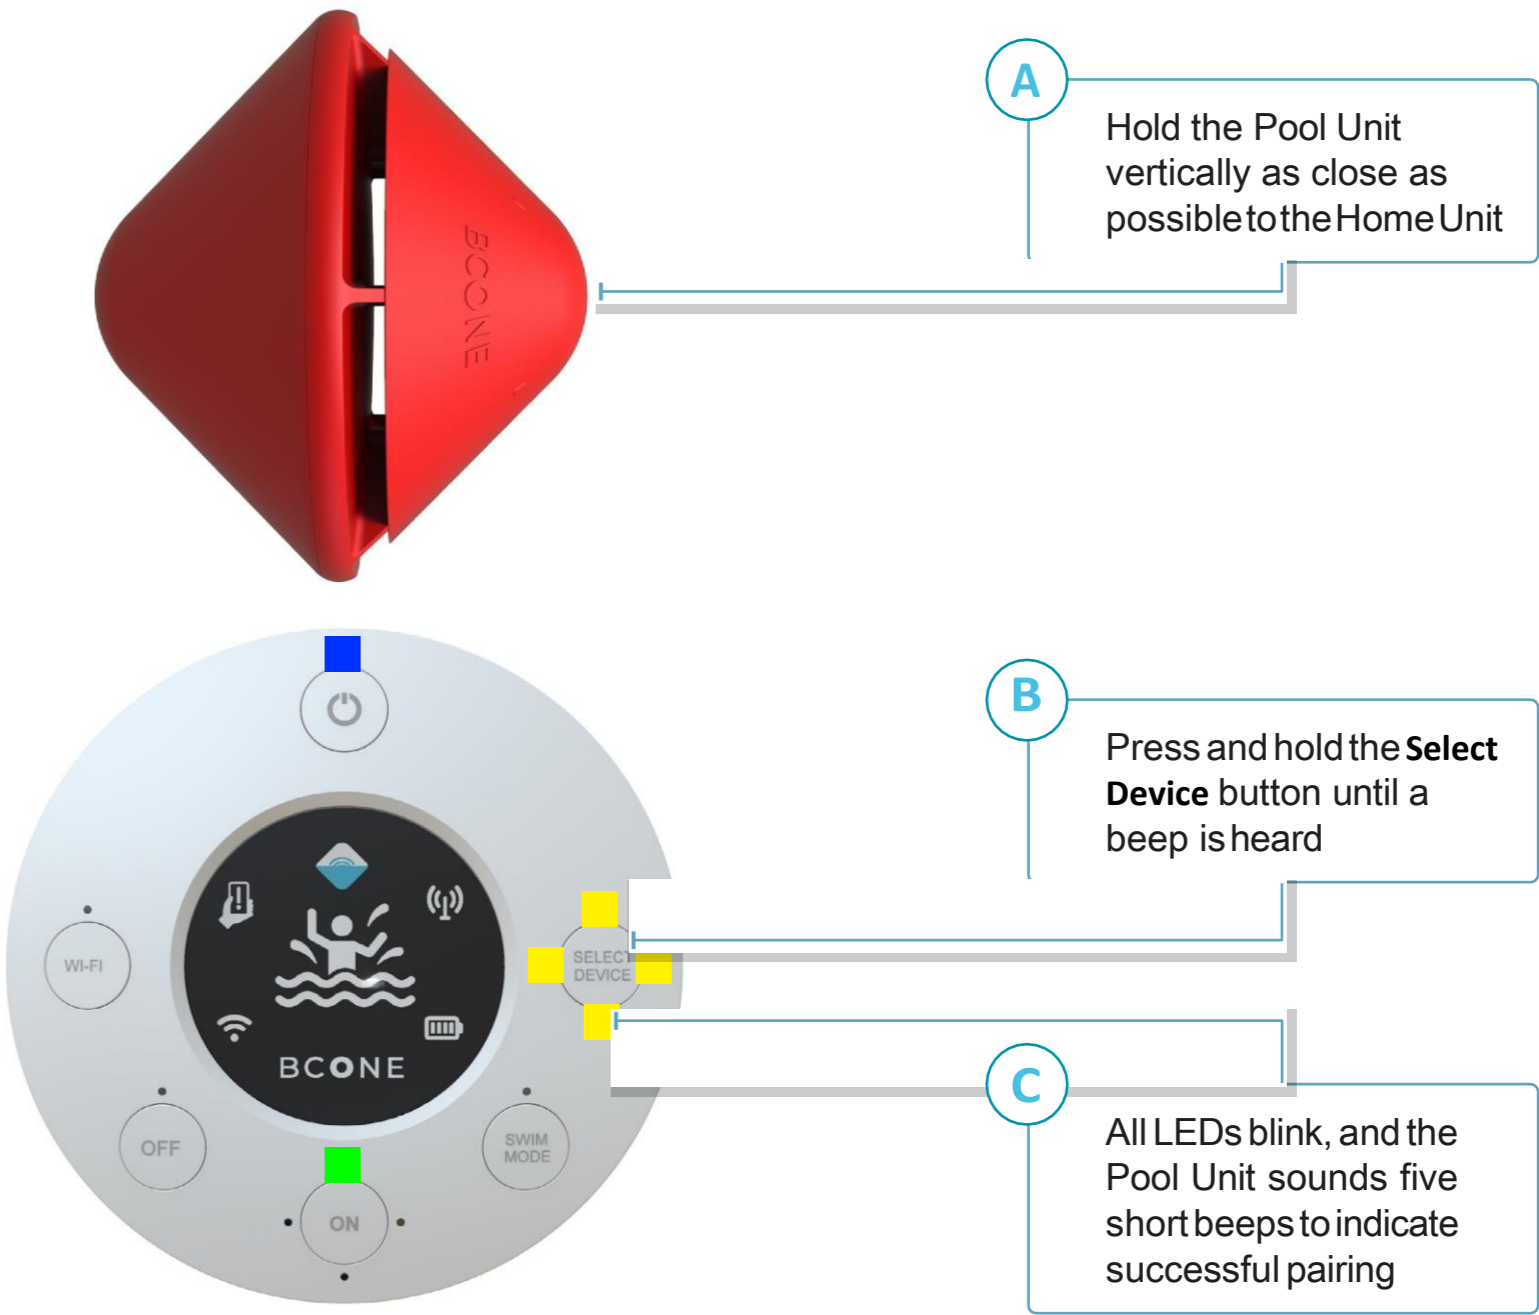 A
Hold the Pool Unit
vertically as close as
possible to the Home Unit
BCONE
B
Press and hold the Select
Device button until a
beep is heard
WI-FI
SELECT
DEVICE
BCONE
OFF
SWIM
MODE
ON
C
All LEDs blink, and the
Pool Unit sounds five
short beeps to indicate
successful pairing